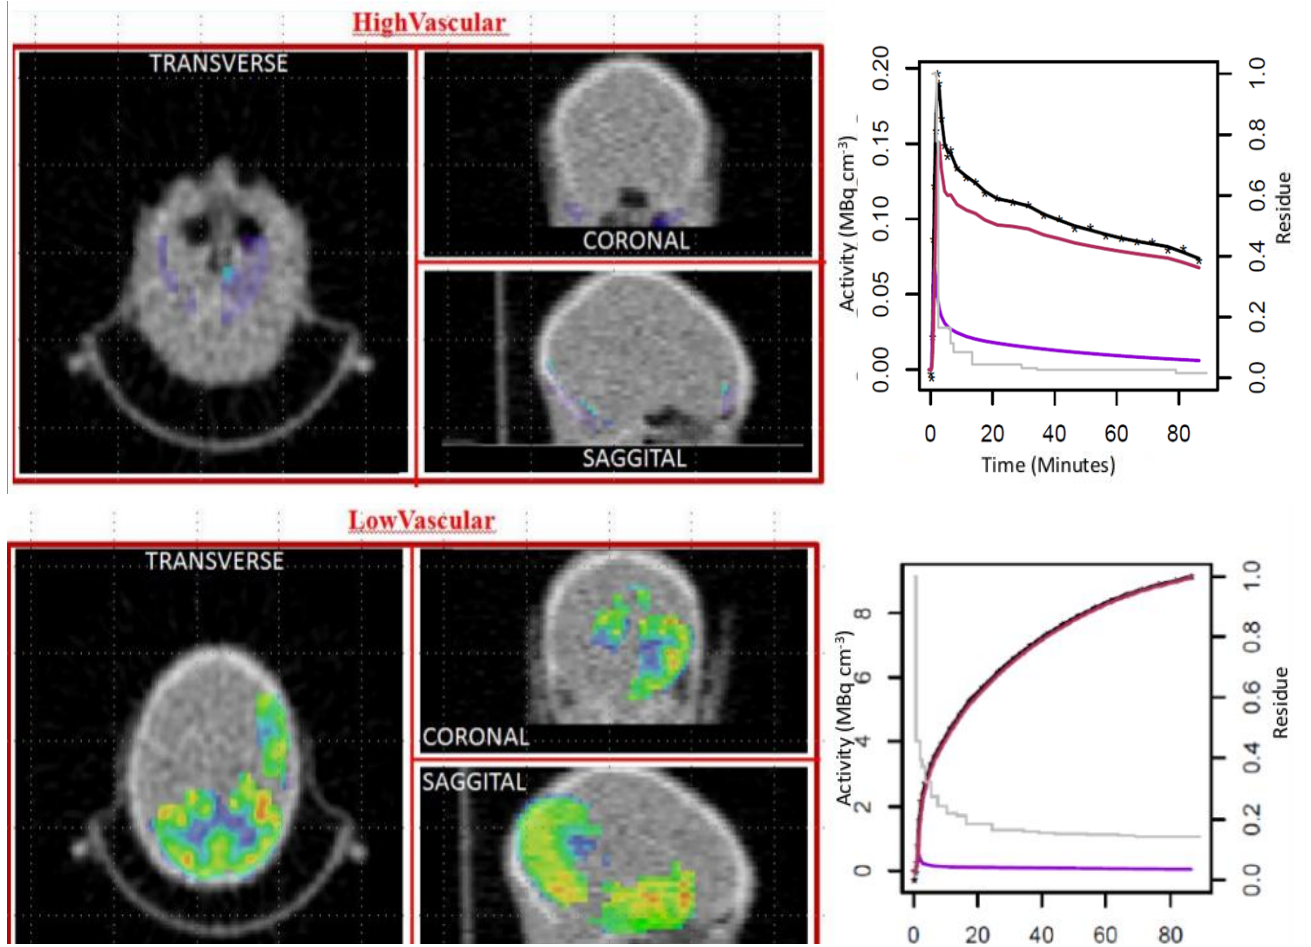 HighVascular
TRANSVERSE
CORONAL
SAGGITAL
0.20
0.15
0.10
0.05
0.00
Activity (MBq cm-3)
1.0
0.8
0.6
0.4
0.2
0.0
Residue
0 20 40 60 80
Time (Minutes)
LowVascular
TRANSVERSE
CORONAL
SAGGITAL
8
6
4
2
0
Activity (MBq cm-3)
1.0
0.8
0.6
0.4
0.2
0.0
Residue
0 20 40 60 80